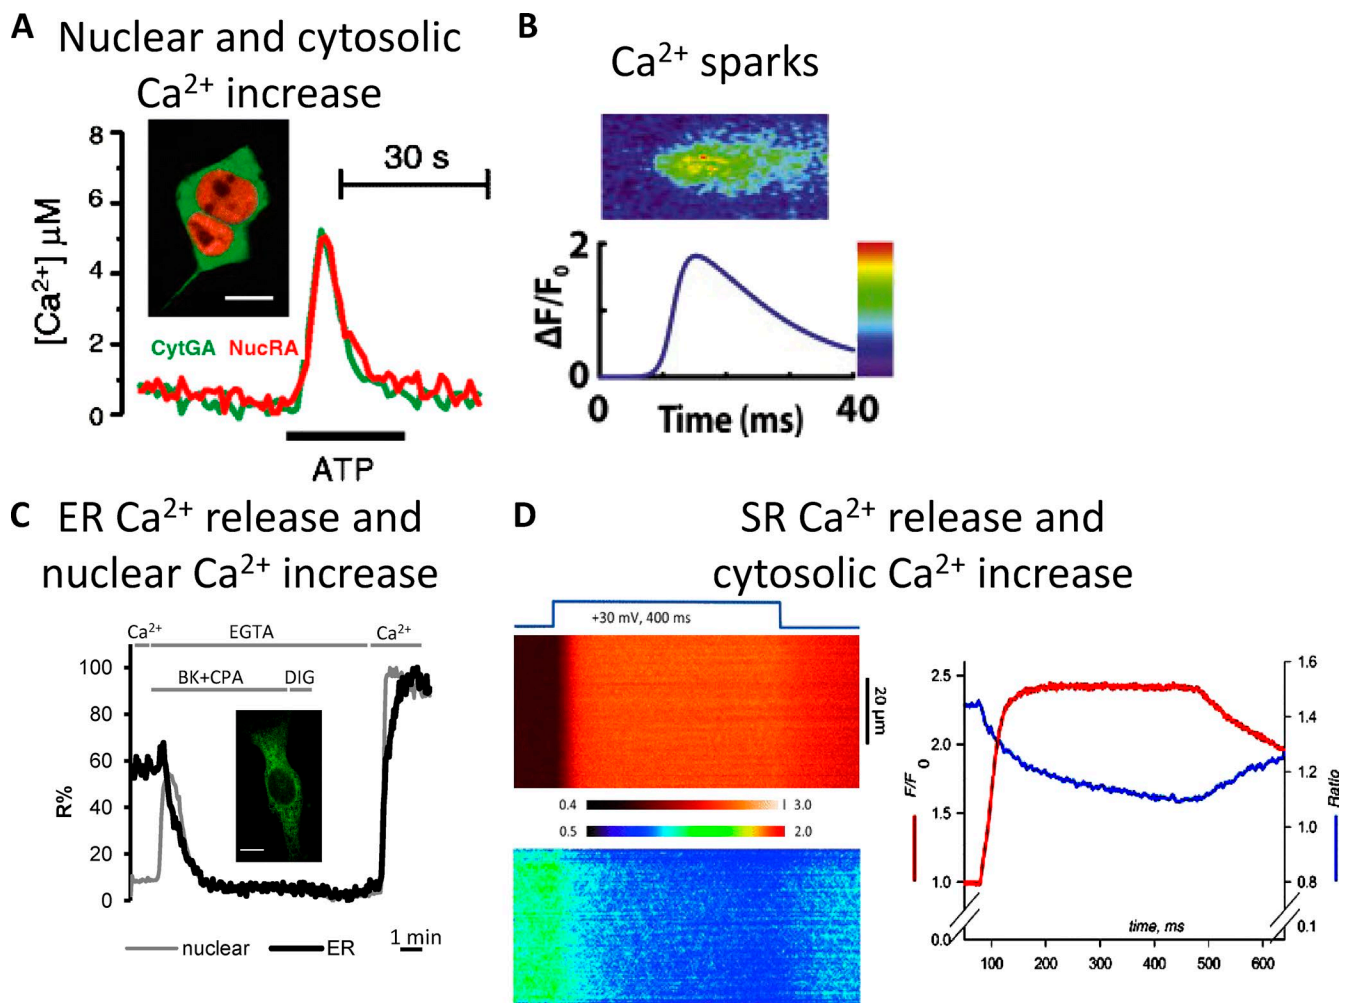 A
Nuclear and cytosolic
Ca²⁺ increase
8
6
4
2
0
[Ca²⁺] µM
30 s
CytGA NucRA
ATP
B
Ca²⁺ sparks
2
0
ΔF/F₀
0
Time (ms)
40
C
ER Ca²⁺ release and
nuclear Ca²⁺ increase
Ca²⁺ EGTA Ca²⁺
BK+CPA DIG
100
80
60
40
20
0
R%
nuclear ER
1 min
D
SR Ca²⁺ release and
cytosolic Ca²⁺ increase
+30 mV, 400 ms
20 µm
0.4 3.0
0.5 2.0
2.5
2.0
1.5
1.0
0.0
F/F₀
1.6
1.4
1.2
1.0
0.8
0.1
Ratio
time, ms
100 200 300 400 500 600